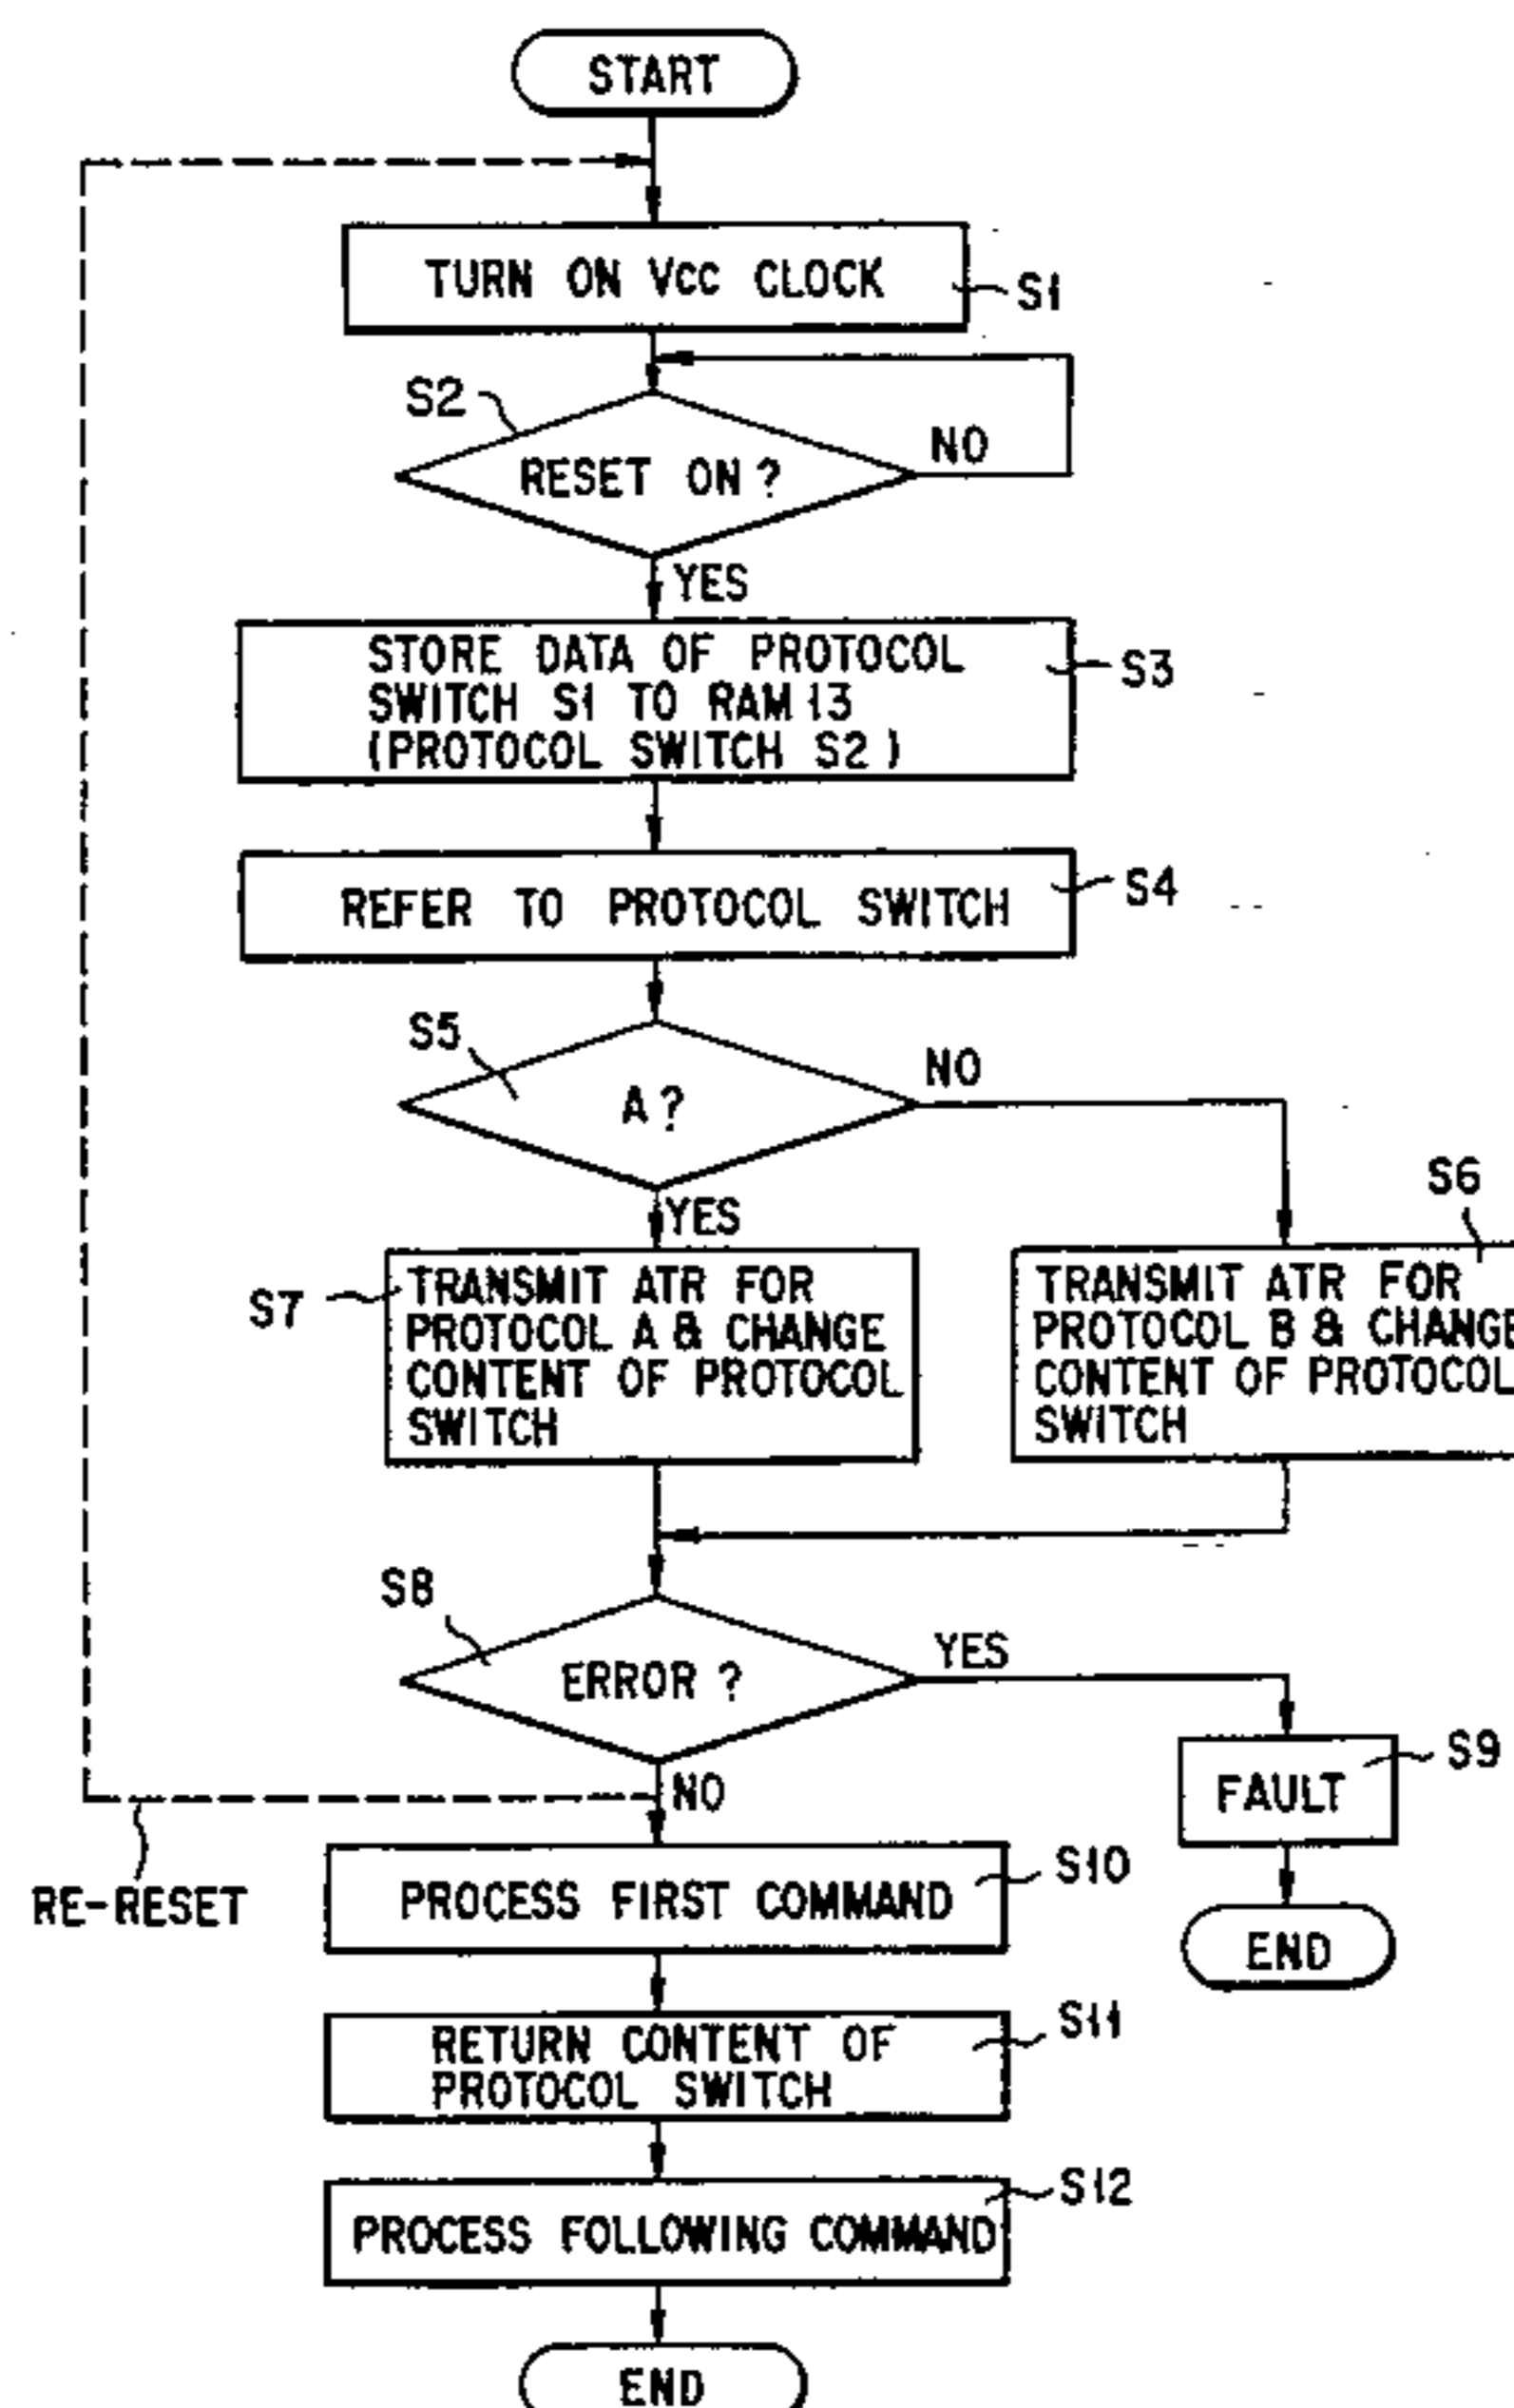 START
TURN ON Vcc CLOCK
S1
S2
RESET ON?
NO
YES
STORE DATA OF PROTOCOL
SWITCH S1 TO RAM 13
(PROTOCOL SWITCH S2)
S3
REFER TO PROTOCOL SWITCH
S4
S5
A?
NO
YES
S6
S7
TRANSMIT ATR FOR
PROTOCOL A & CHANGE
CONTENT OF PROTOCOL
SWITCH
TRANSMIT ATR FOR
PROTOCOL B & CHANGE
CONTENT OF PROTOCOL
SWITCH
S8
ERROR?
YES
NO
S9
FAULT
END
RE-RESET
PROCESS FIRST COMMAND
S10
RETURN CONTENT OF
PROTOCOL SWITCH
S11
PROCESS FOLLOWING COMMAND
S12
END